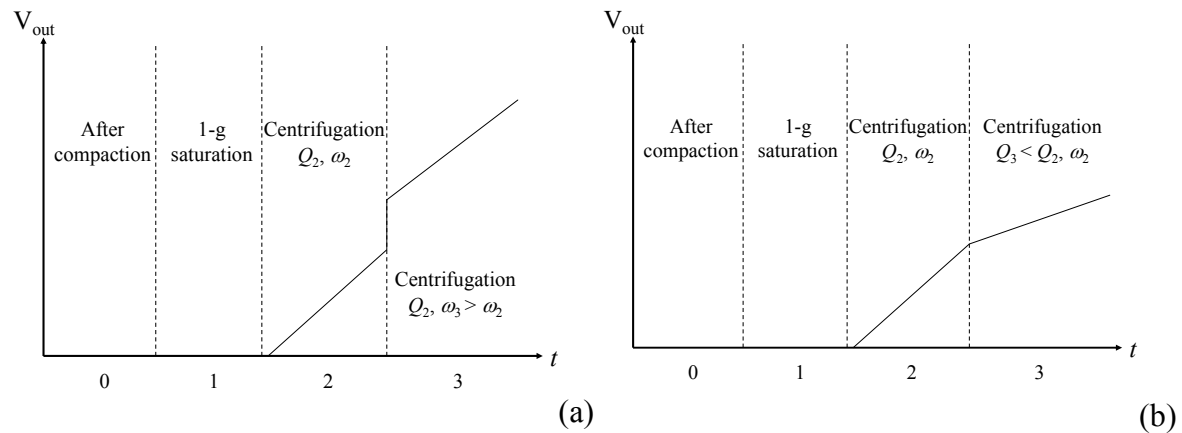 V_out
After
compaction
1-g
saturation
Centrifugation
Q_2, ω_2
Centrifugation
Q_2, ω_3 > ω_2
t
0 1 2 3
(a)
V_out
After
compaction
1-g
saturation
Centrifugation
Q_2, ω_2
Centrifugation
Q_3 < Q_2, ω_2
t
0 1 2 3
(b)